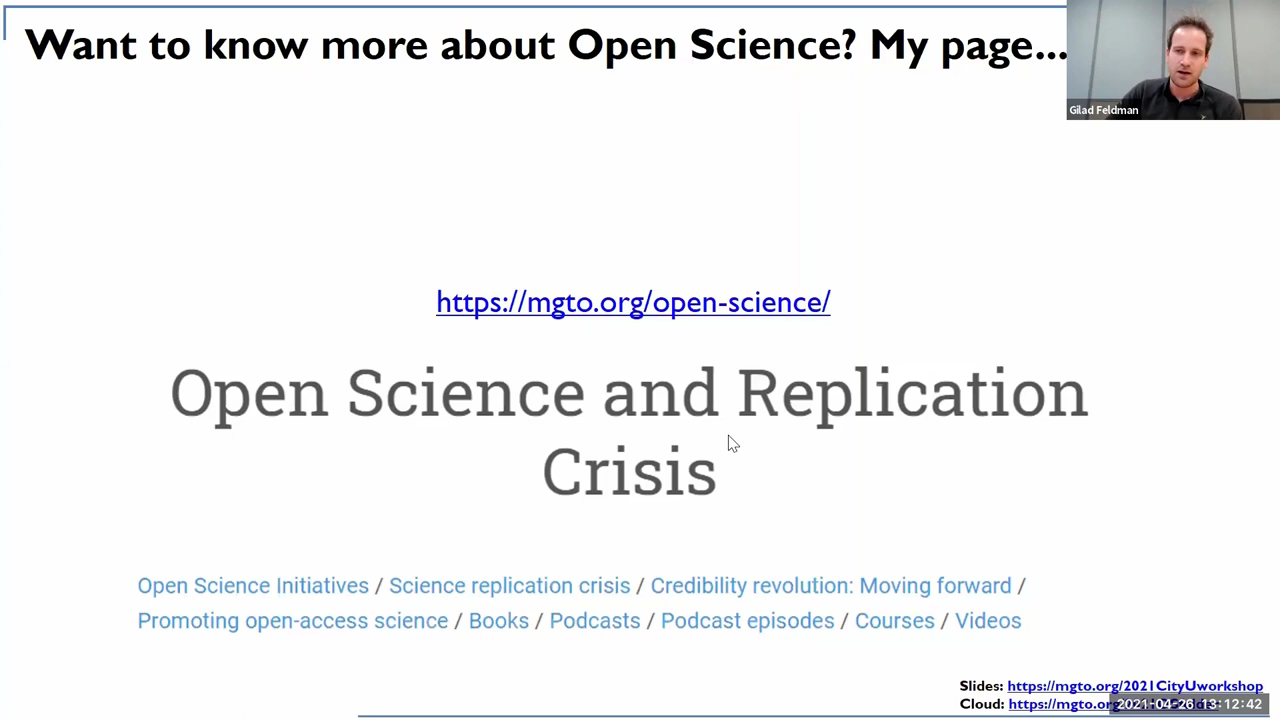 Want to know more about Open Science? My page...
Gilad Feldman
https://mgto.org/open-science/
Open Science and Replication
Crisis
Open Science Initiatives / Science replication crisis / Credibility revolution: Moving forward /
Promoting open-access science / Books / Podcasts / Podcast episodes / Courses / Videos
Slides: https://mgto.org/2021CityUworkshop
Cloud: https://mgto.org
2021-04-26 13:12:42